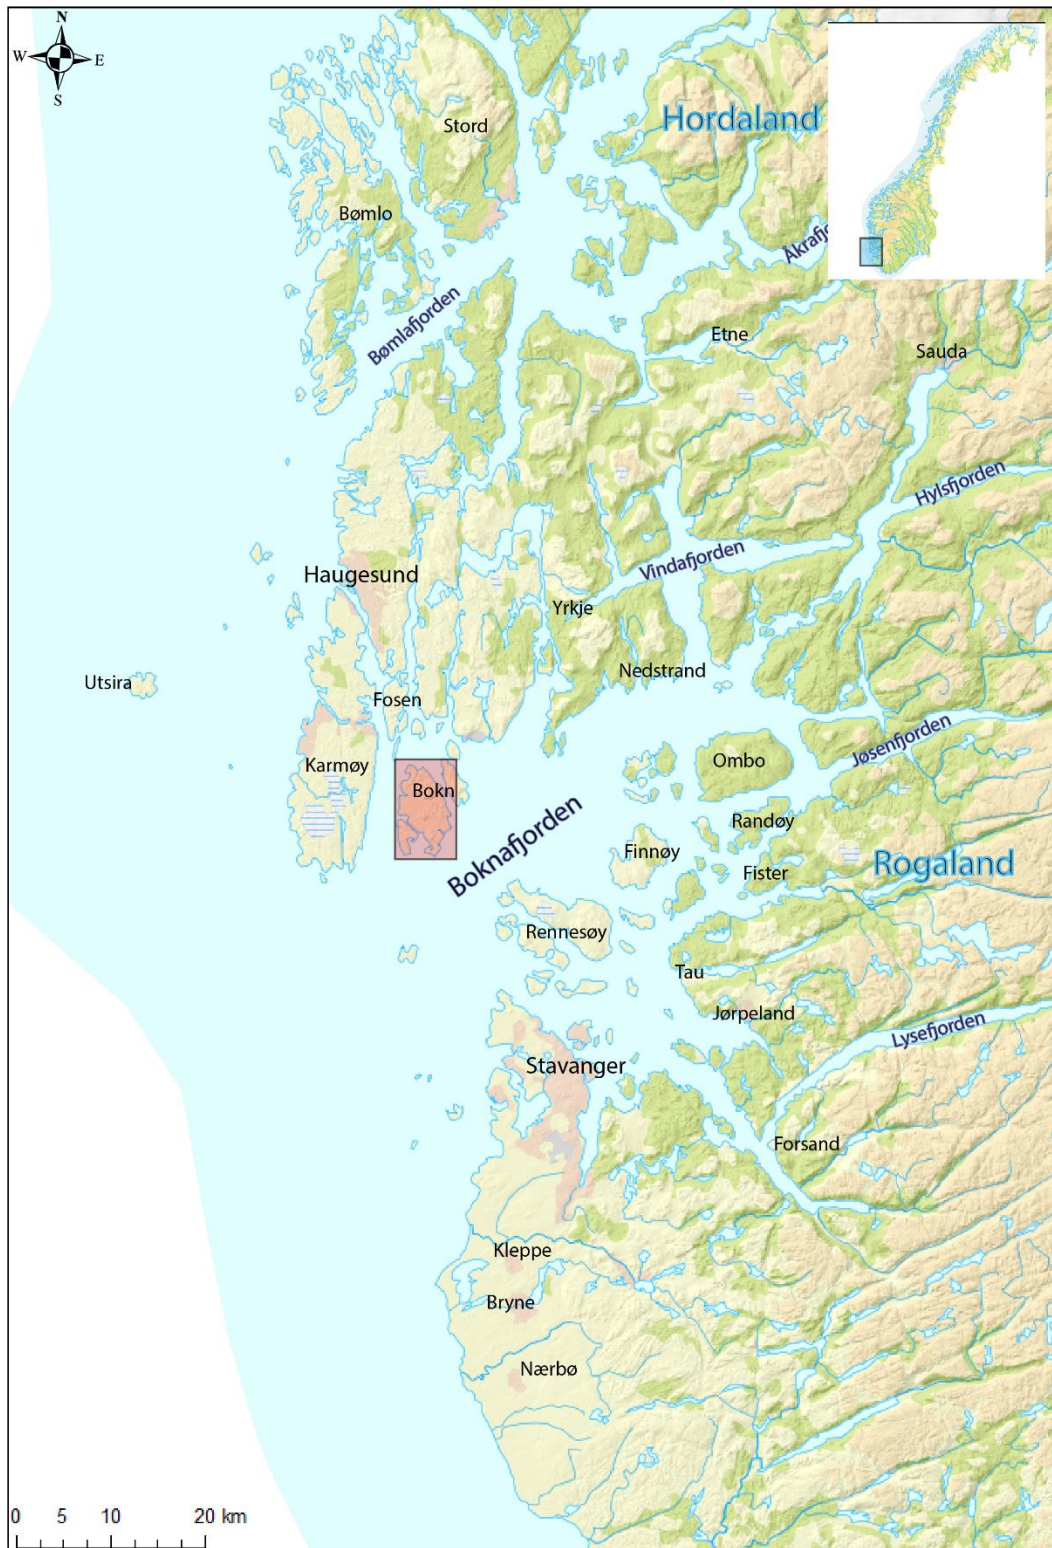 N
W
E
S
Hordaland
Stord
Bømlo
Åkrafj
Bømlafjorden
Etne
Sauda
Hylsfjorden
Vindafjorden
Haugesund
Yrkje
Nedstrand
Utsira
Fosen
Jøsenfjorden
Karmøy
Ombo
Bokn
Boknafjorden
Randøy
Finnøy
Fister
Rogaland
Rennesøy
Tau
Jørpeland
Lysefjorden
Stavanger
Forsand
Kleppe
Bryne
Nærbø
0 5 10 20 km